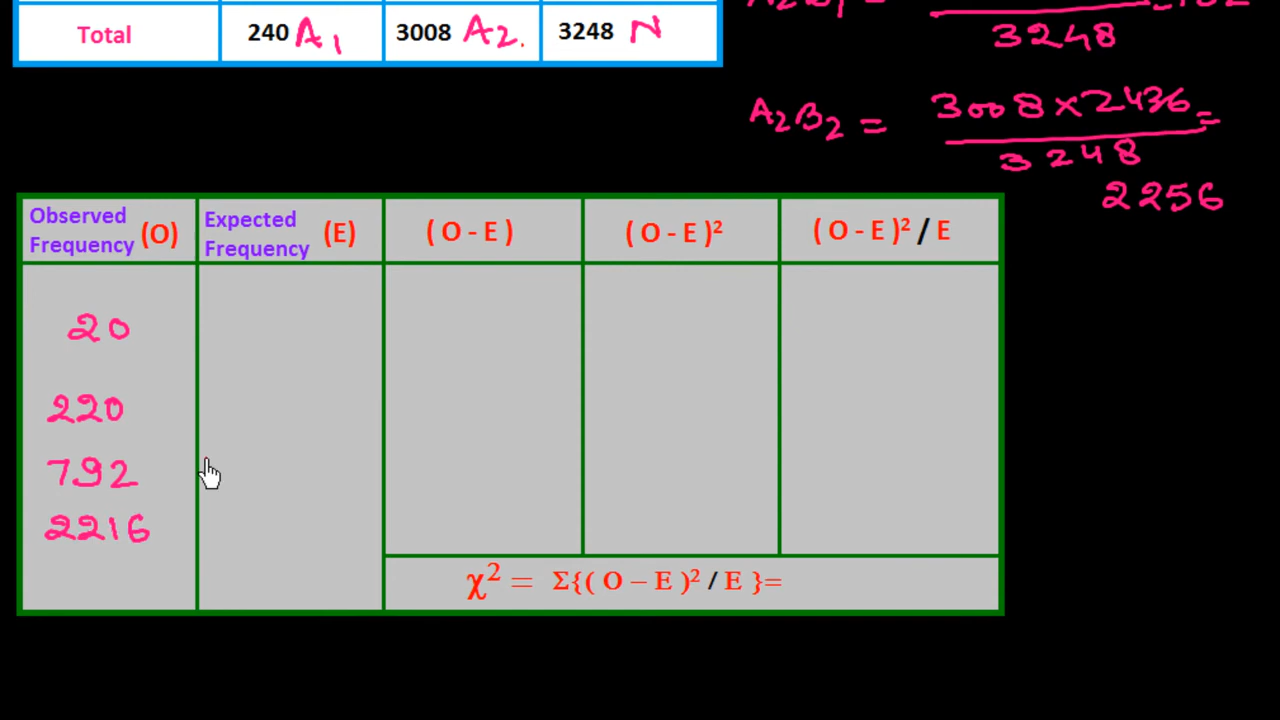 Total 240 A1 3008 A2. 3248 N
3248
A2B2 = 3008 x 2436 =
3248
2256
Observed Frequency (O) Expected Frequency (E) ( O - E ) ( O - E )² ( O - E )² / E
20
220
792
2216
χ² = Σ{( O – E )² / E }=